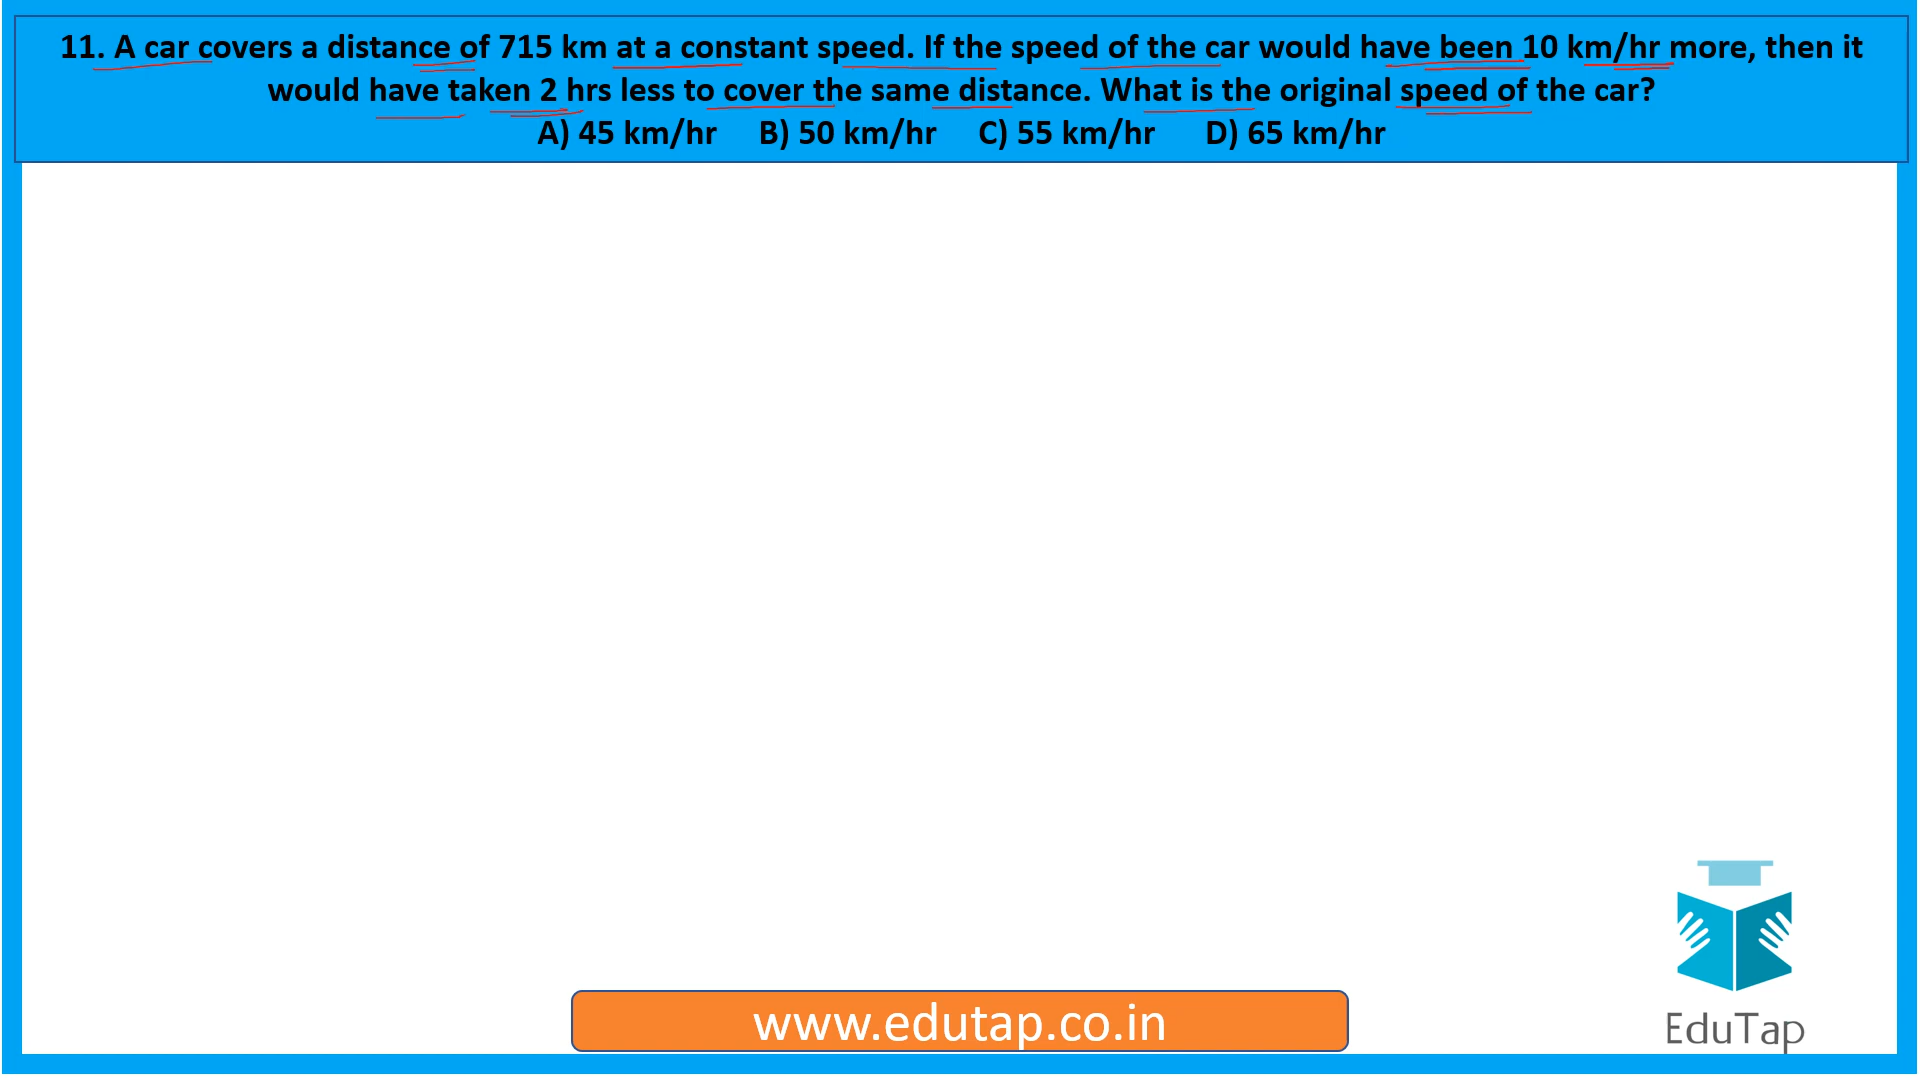 11. A car covers a distance of 715 km at a constant speed. If the speed of the car would have been 10 km/hr more, then it
would have taken 2 hrs less to cover the same distance. What is the original speed of the car?
A) 45 km/hr B) 50 km/hr C) 55 km/hr D) 65 km/hr
www.edutap.co.in
EduTap